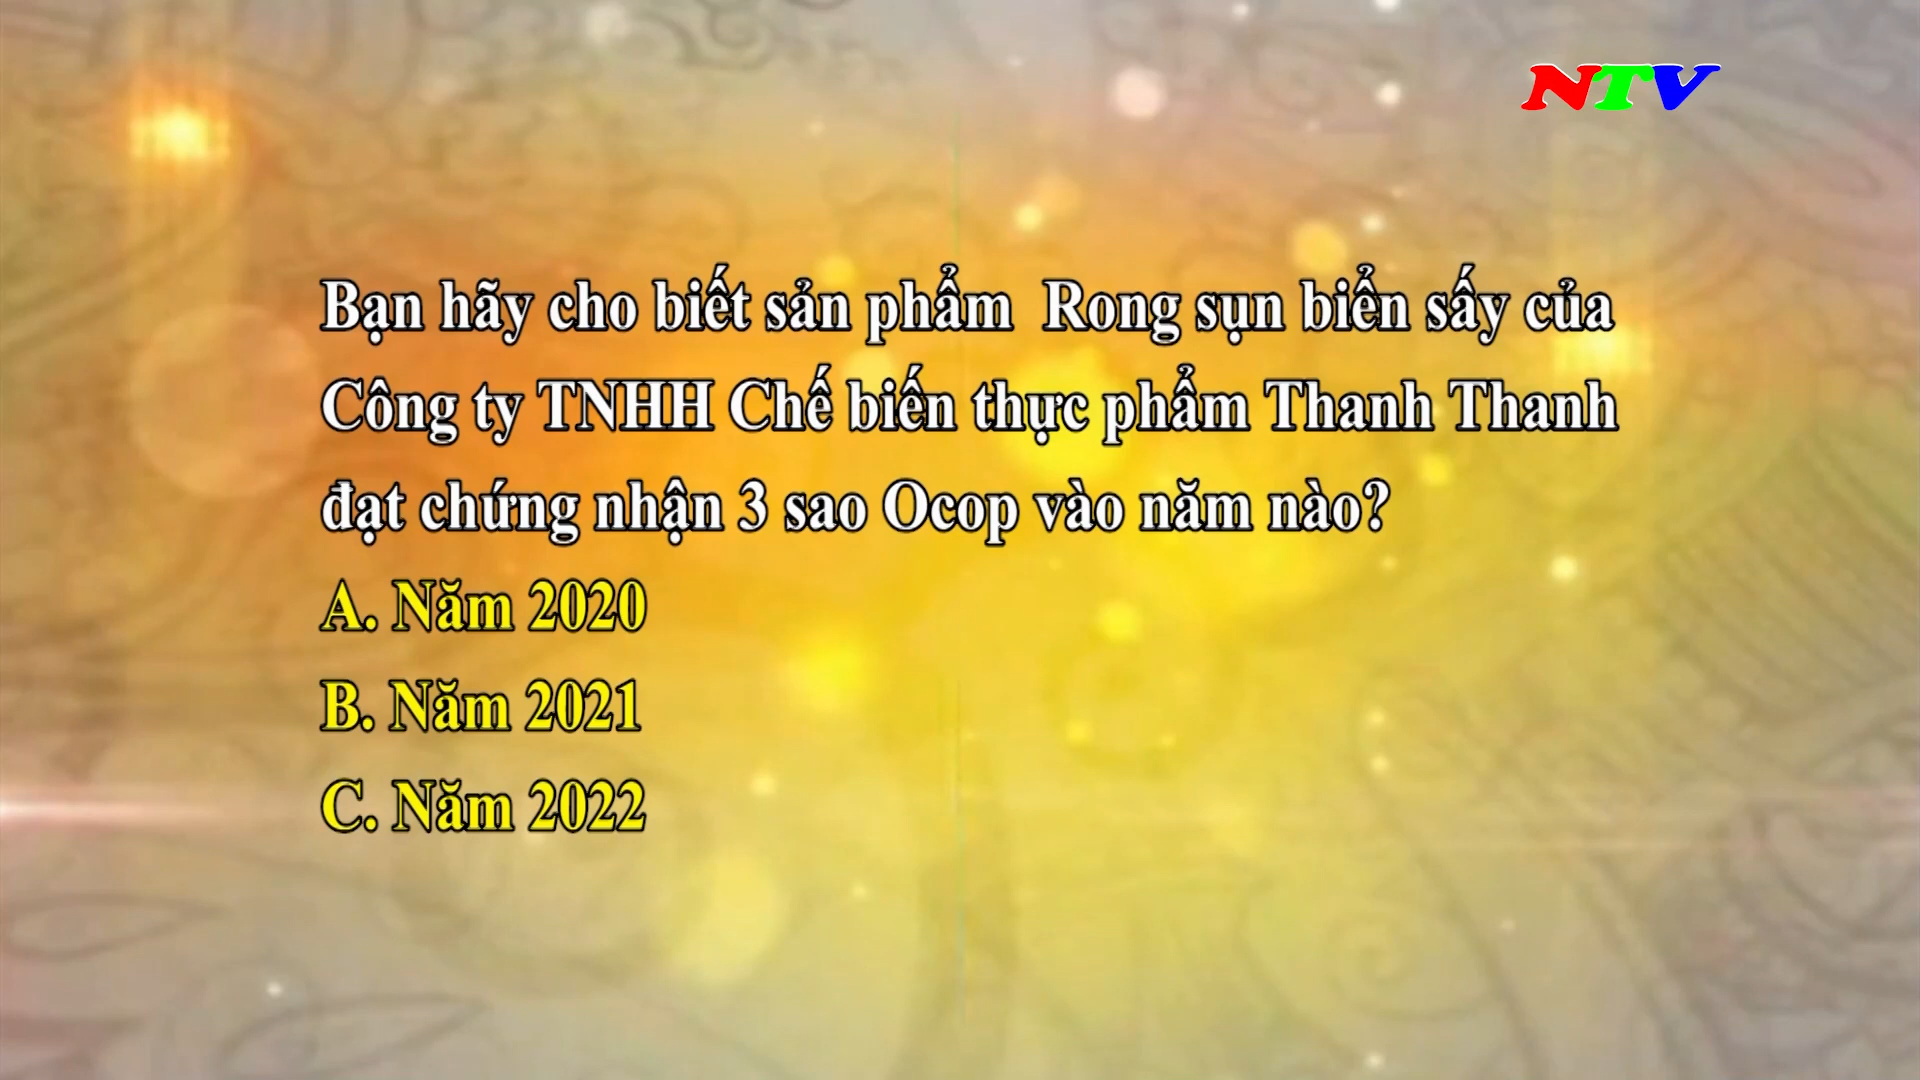 NTV
Bạn hãy cho biết sản phẩm Rong sụn biển sấy của
Công ty TNHH Chế biến thực phẩm Thanh Thanh
đạt chứng nhận 3 sao Ocop vào năm nào?
A. Năm 2020
B. Năm 2021
C. Năm 2022